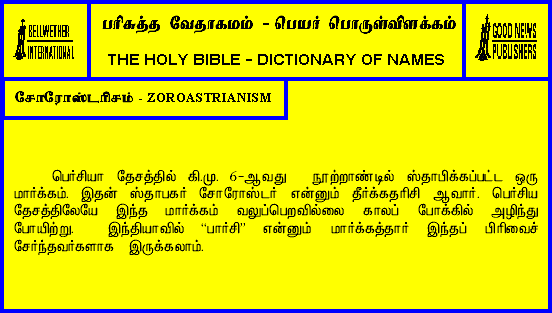 BELLWETHER
INTERNATIONAL
பரிசுத்த வேதாகமம் - பெயர் பொருள்விளக்கம்
THE HOLY BIBLE - DICTIONARY OF NAMES
GOOD NEWS
PUBLISHERS
சோரோஸ்டரிசம் - ZOROASTRIANISM
பெர்சியா தேசத்தில் கி.மு. 6-ஆவது நூற்றாண்டில் ஸ்தாபிக்கப்பட்ட ஒரு
மார்க்கம். இதன் ஸ்தாபகர் சோரோஸ்டர் என்னும் தீர்க்கதரிசி ஆவார். பெர்சிய
தேசத்திலேயே இந்த மார்க்கம் வலுப்பெறவில்லை காலப் போக்கில் அழிந்து
போயிற்று. இந்தியாவில் “பார்சி” என்னும் மார்க்கத்தார் இந்தப் பிரிவைச்
சேர்ந்தவர்களாக இருக்கலாம்.